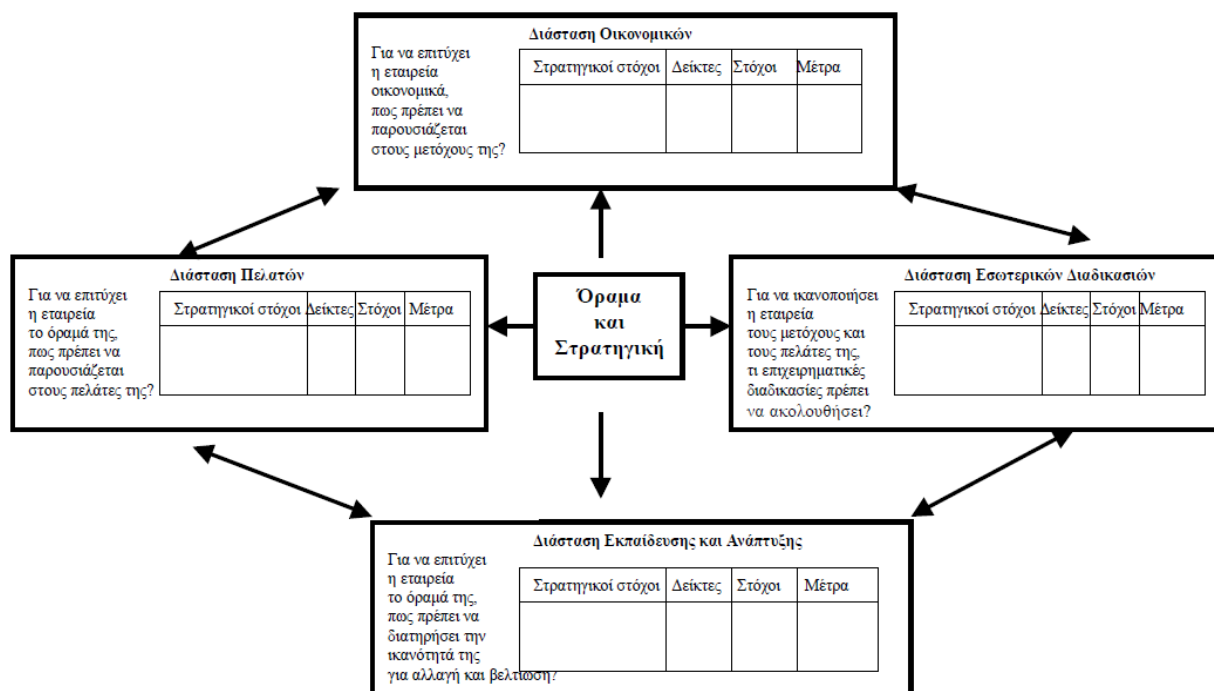 Διάσταση Οικονομικών
Για να επιτύχει
η εταιρεία
οικονομικά,
πως πρέπει να
παρουσιάζεται
στους μετόχους της?
Στρατηγικοί στόχοι Δείκτες Στόχοι Μέτρα
Διάσταση Πελατών
Για να επιτύχει
η εταιρεία
το όραμά της,
πως πρέπει να
παρουσιάζεται
στους πελάτες της?
Στρατηγικοί στόχοι Δείκτες Στόχοι Μέτρα
Όραμα
και
Στρατηγική
Διάσταση Εσωτερικών Διαδικασιών
Για να ικανοποιήσει
η εταιρεία
τους μετόχους και
τους πελάτες της,
τι επιχειρηματικές
διαδικασίες πρέπει
να ακολουθήσει?
Στρατηγικοί στόχοι Δείκτες Στόχοι Μέτρα
Διάσταση Εκπαίδευσης και Ανάπτυξης
Για να επιτύχει
η εταιρεία
το όραμά της,
πως πρέπει να
διατηρήσει την
ικανότητά της
για αλλαγή και βελτίωση?
Στρατηγικοί στόχοι Δείκτες Στόχοι Μέτρα